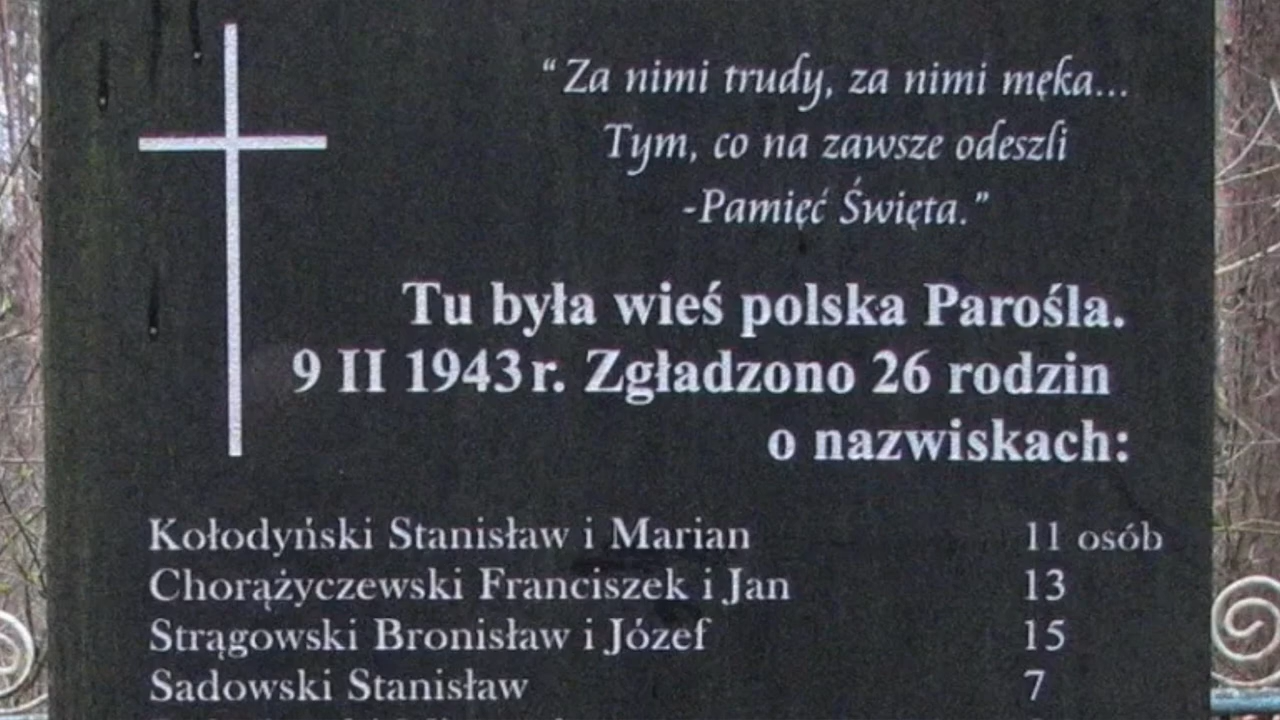 “Za nimi trudy, za nimi męka...
Tym, co na zawsze odeszli
-Pamięć Święta.”
Tu była wieś polska Parośla.
9 II 1943r. Zgładzono 26 rodzin
o nazwiskach:
Kołodyński Stanisław i Marian 11 osób
Chorążyczewski Franciszek i Jan 13
Strągowski Bronisław i Józef 15
Sadowski Stanisław 7